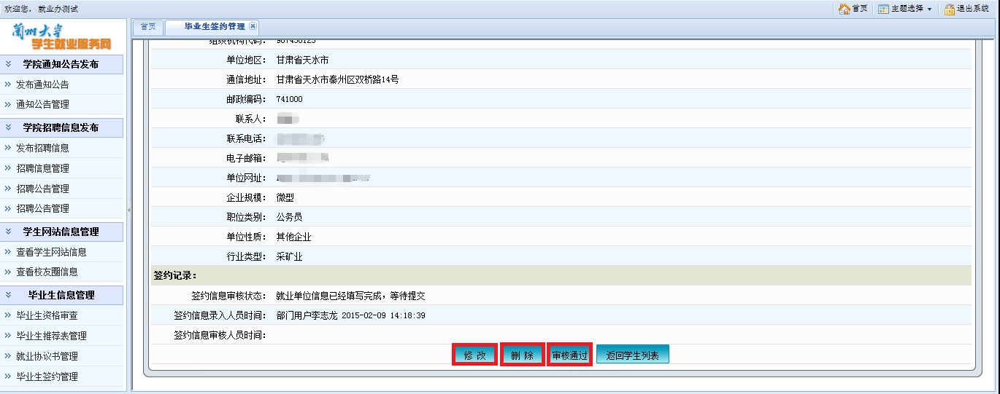 欢迎您, 就业办测试
首页 主题选择 退出系统
兰州大学
学生就业服务网
首页 毕业生签约管理
学院通知公告发布
发布通知公告
通知公告管理
学院招聘信息发布
发布招聘信息
招聘信息管理
招聘公告管理
招聘公告管理
学生网站信息管理
查看学生网站信息
查看校友圈信息
毕业生信息管理
毕业生资格审查
毕业生推荐表管理
就业协议书管理
毕业生签约管理
组织机构代码: 987456123
单位地区: 甘肃省天水市
通信地址: 甘肃省天水市秦州区双桥路14号
邮政编码: 741000
联系人:
联系电话:
电子邮箱:
单位网址:
企业规模: 微型
职位类别: 公务员
单位性质: 其他企业
行业类型: 采矿业
签约记录:
签约信息审核状态: 就业单位信息已经填写完成，等待提交
签约信息录入人员时间: 部门用户李志龙 2015-02-09 14:18:39
签约信息审核人员时间:
修 改 删 除 审核通过 返回学生列表